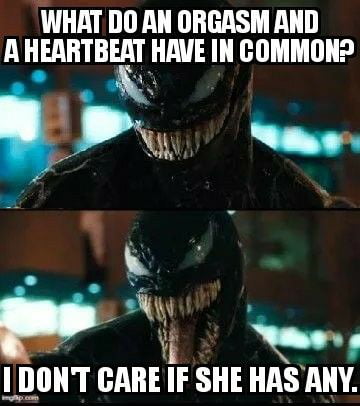 WHAT DO AN ORGASM AND
A HEARTBEAT HAVE IN COMMON?
I DON'T CARE IF SHE HAS ANY.
imgflip.com